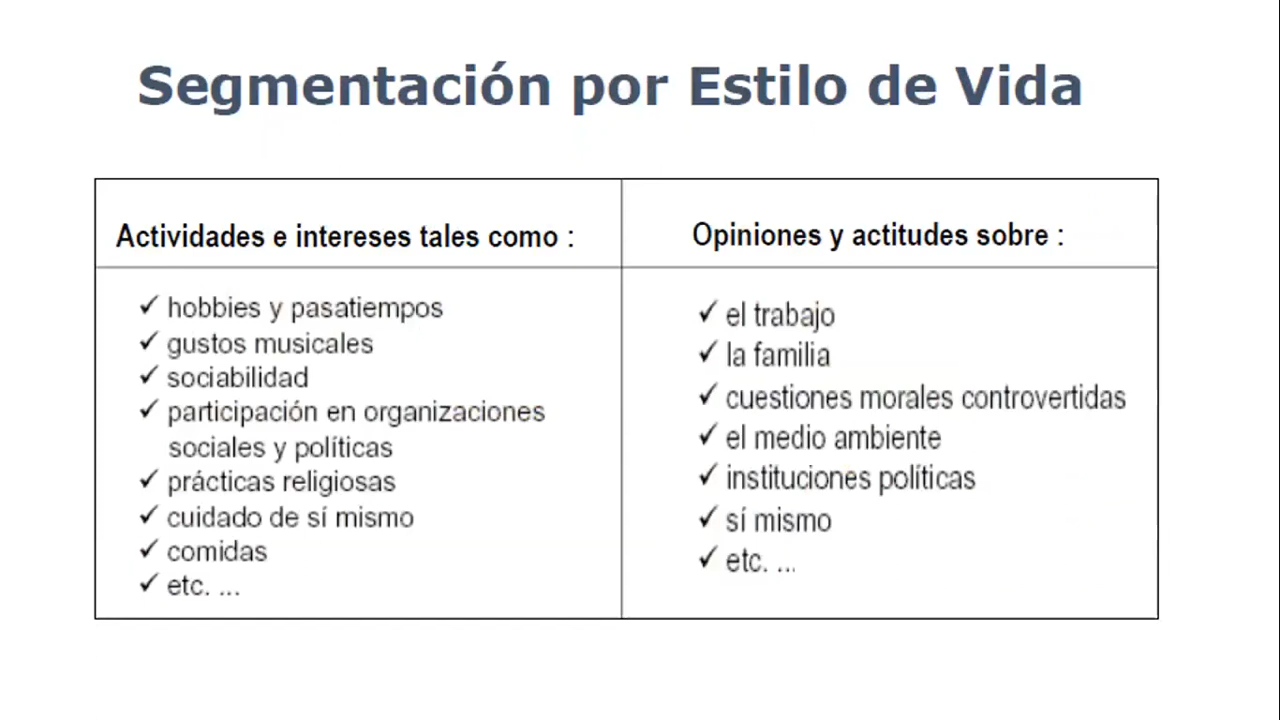 Segmentación por Estilo de Vida
Actividades e intereses tales como :
✓ hobbies y pasatiempos
✓ gustos musicales
✓ sociabilidad
✓ participación en organizaciones
sociales y políticas
✓ prácticas religiosas
✓ cuidado de sí mismo
✓ comidas
✓ etc. ...
Opiniones y actitudes sobre :
✓ el trabajo
✓ la familia
✓ cuestiones morales controvertidas
✓ el medio ambiente
✓ instituciones políticas
✓ sí mismo
✓ etc. ...